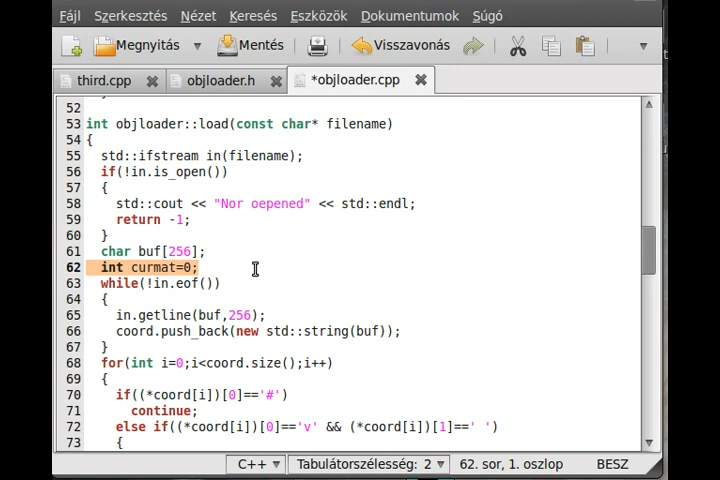 Fájl Szerkesztés Nézet Keresés Eszközök Dokumentumok Súgó
Megnyitás Mentés Visszavonás
third.cpp objloader.h *objloader.cpp
52
53 int objloader::load(const char* filename)
54 {
55 std::ifstream in(filename);
56 if(!in.is_open())
57 {
58 std::cout << "Nor oepened" << std::endl;
59 return -1;
60 }
61 char buf[256];
62 int curmat=0;
63 while(!in.eof())
64 {
65 in.getline(buf,256);
66 coord.push_back(new std::string(buf));
67 }
68 for(int i=0;i<coord.size();i++)
69 {
70 if((*coord[i])[0]=='#')
71 continue;
72 else if((*coord[i])[0]=='v' && (*coord[i])[1]==' ')
73 {
C++ Tabulátorszélesség: 2 62. sor, 1. oszlop BESZ